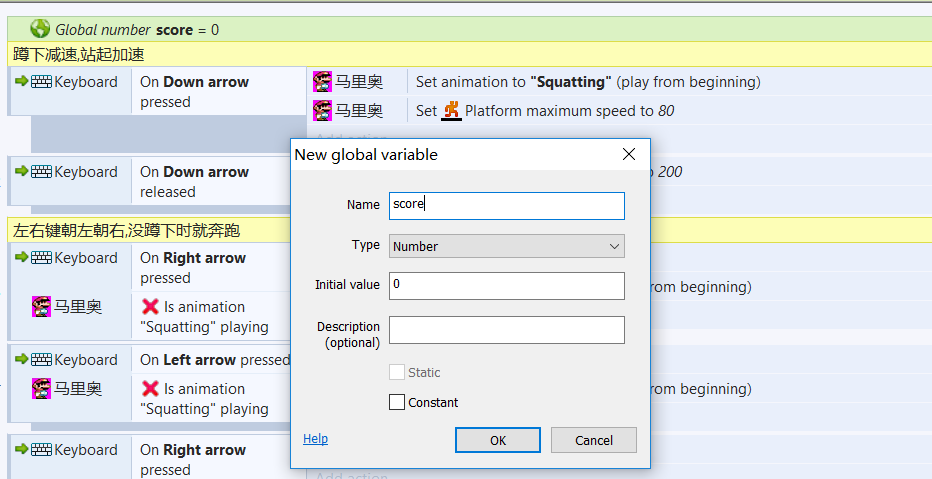 Global number score = 0
蹲下减速,站起加速
Keyboard On Down arrow pressed 马里奥 Set animation to "Squatting" (play from beginning)
马里奥 Set Platform maximum speed to 80
Add action
New global variable
Keyboard On Down arrow released
200
Name score
Type Number
Initial value 0
Description (optional)
Static
Constant
Help
OK
Cancel
左右键朝左朝右,没蹲下时就奔跑
Keyboard On Right arrow pressed
from beginning)
马里奥 Is animation "Squatting" playing
Keyboard On Left arrow pressed
马里奥 Is animation "Squatting" playing
from beginning)
Keyboard On Right arrow pressed
Add action